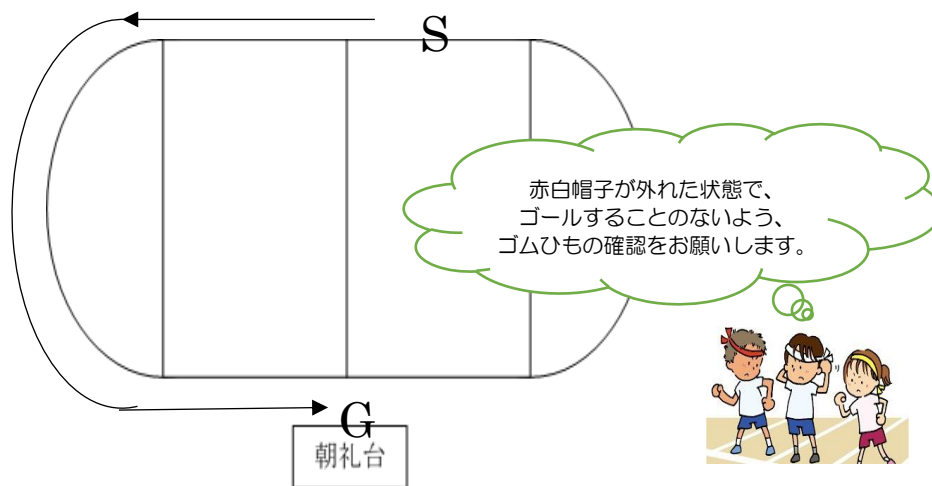 S
赤白帽子が外れた状態で、
ゴールすることのないよう、
ゴムひもの確認をお願いします。
G
朝礼台